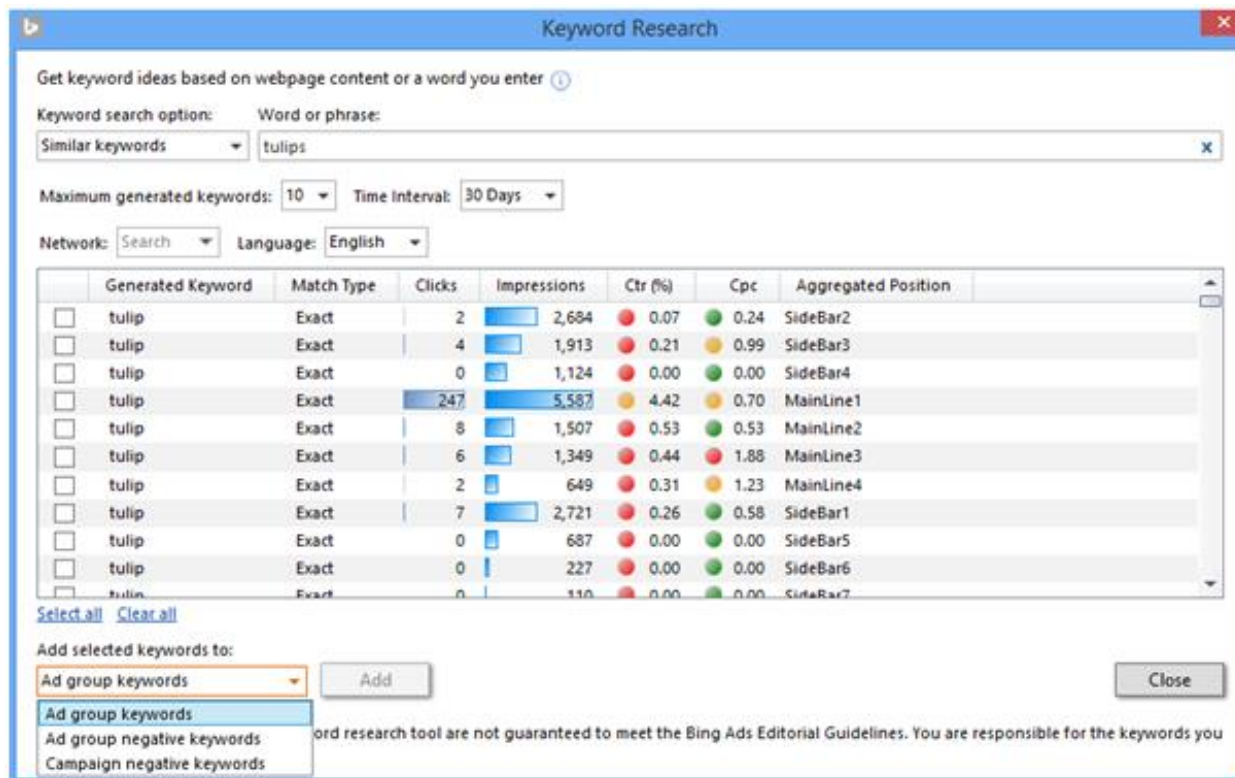 Keyword Research
Get keyword ideas based on webpage content or a word you enter
Keyword search option: Word or phrase:
Similar keywords tulips
Maximum generated keywords: 10 Time Interval: 30 Days
Network: Search Language: English
Generated Keyword Match Type Clicks Impressions Ctr (%) Cpc Aggregated Position
tulip Exact 2 2,684 0.07 0.24 SideBar2
tulip Exact 4 1,913 0.21 0.99 SideBar3
tulip Exact 0 1,124 0.00 0.00 SideBar4
tulip Exact 247 5,587 4.42 0.70 MainLine1
tulip Exact 8 1,507 0.53 0.53 MainLine2
tulip Exact 6 1,349 0.44 1.88 MainLine3
tulip Exact 2 649 0.31 1.23 MainLine4
tulip Exact 7 2,721 0.26 0.58 SideBar1
tulip Exact 0 687 0.00 0.00 SideBar5
tulip Exact 0 227 0.00 0.00 SideBar6
tulip Exact 0 110 0.00 0.00 SideBar7
Select all Clear all
Add selected keywords to:
Ad group keywords Add Close
Ad group keywords
Ad group negative keywords
Campaign negative keywords
ord research tool are not guaranteed to meet the Bing Ads Editorial Guidelines. You are responsible for the keywords you